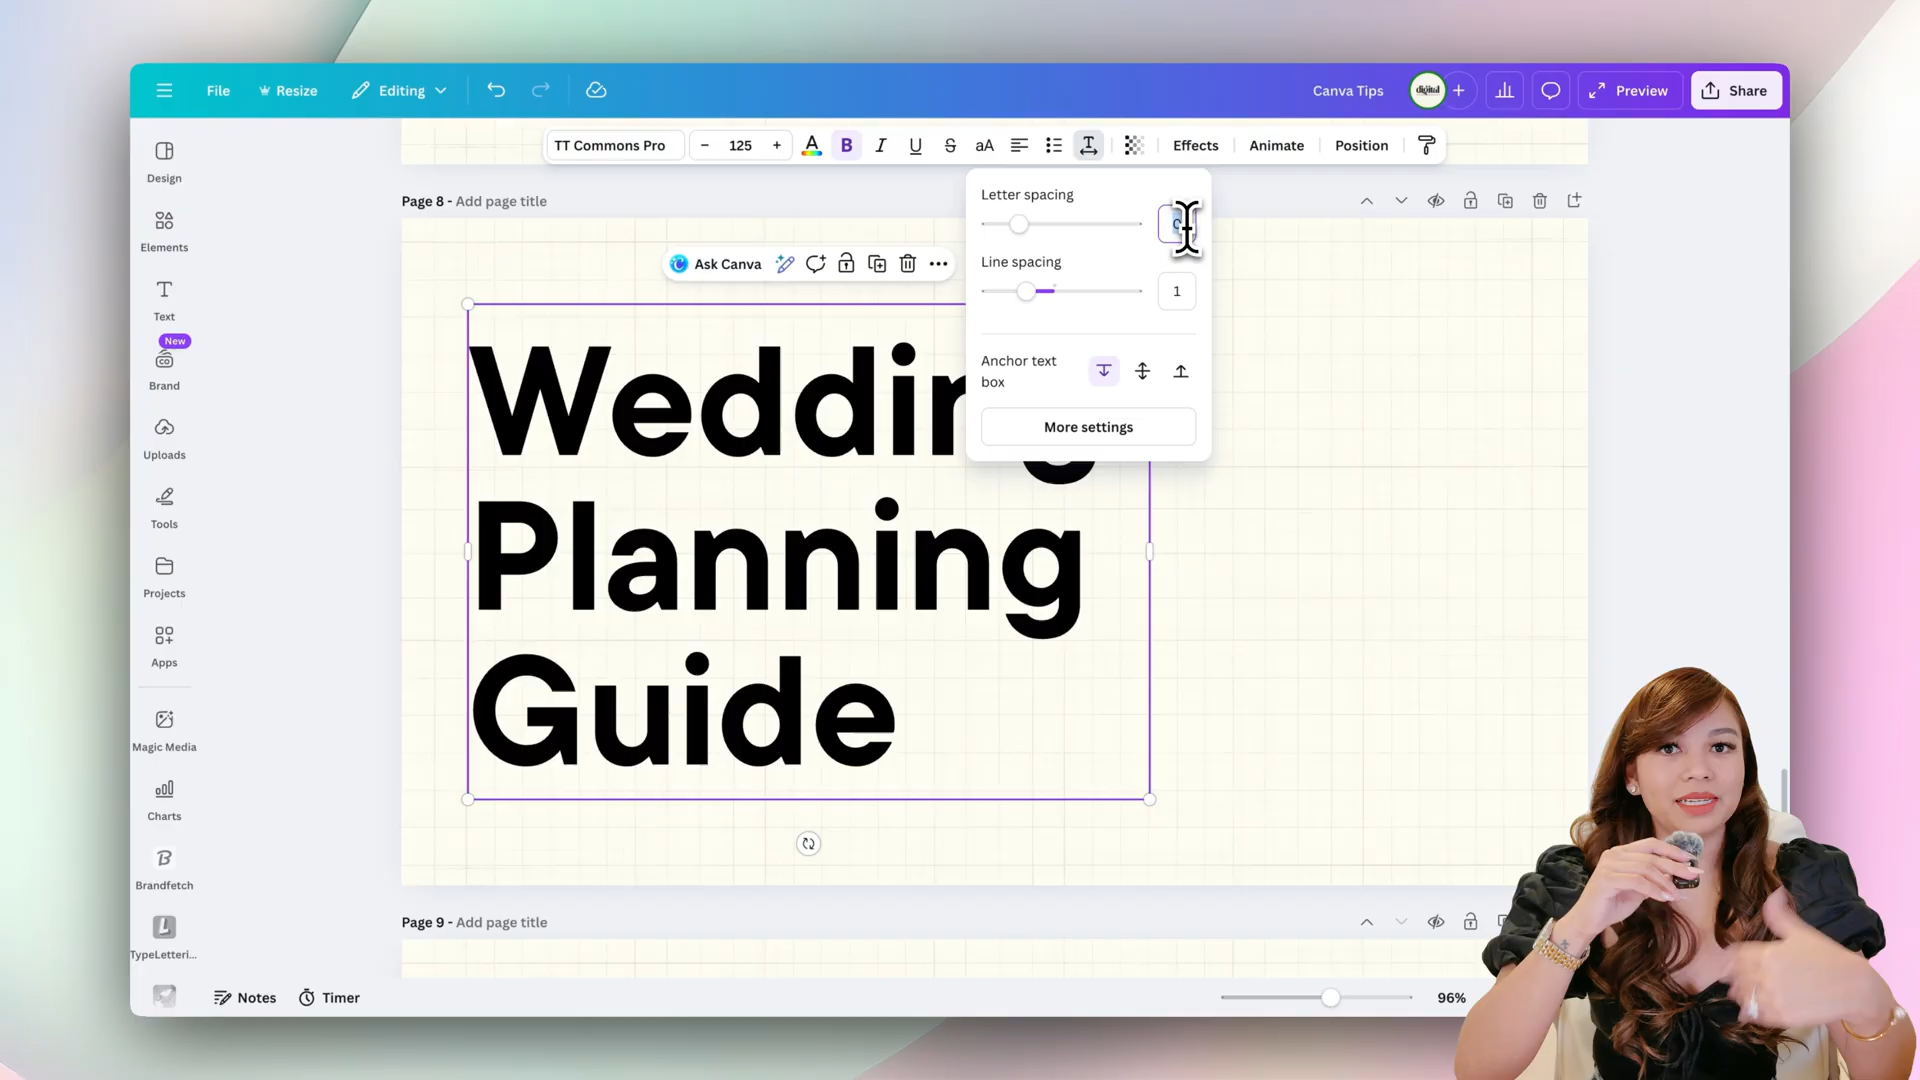 File
Resize
Editing
Canva Tips
digital
Preview
Share
TT Commons Pro
125
B
I
U
S
aA
Effects
Animate
Position
Design
Elements
Text
New
Brand
Uploads
Tools
Projects
Apps
Magic Media
Charts
Brandfetch
TypeLetteri...
Page 8 - Add page title
Ask Canva
Letter spacing
Line spacing
1
Anchor text
box
More settings
Planning
Guide
Page 9 - Add page title
Notes
Timer
96%